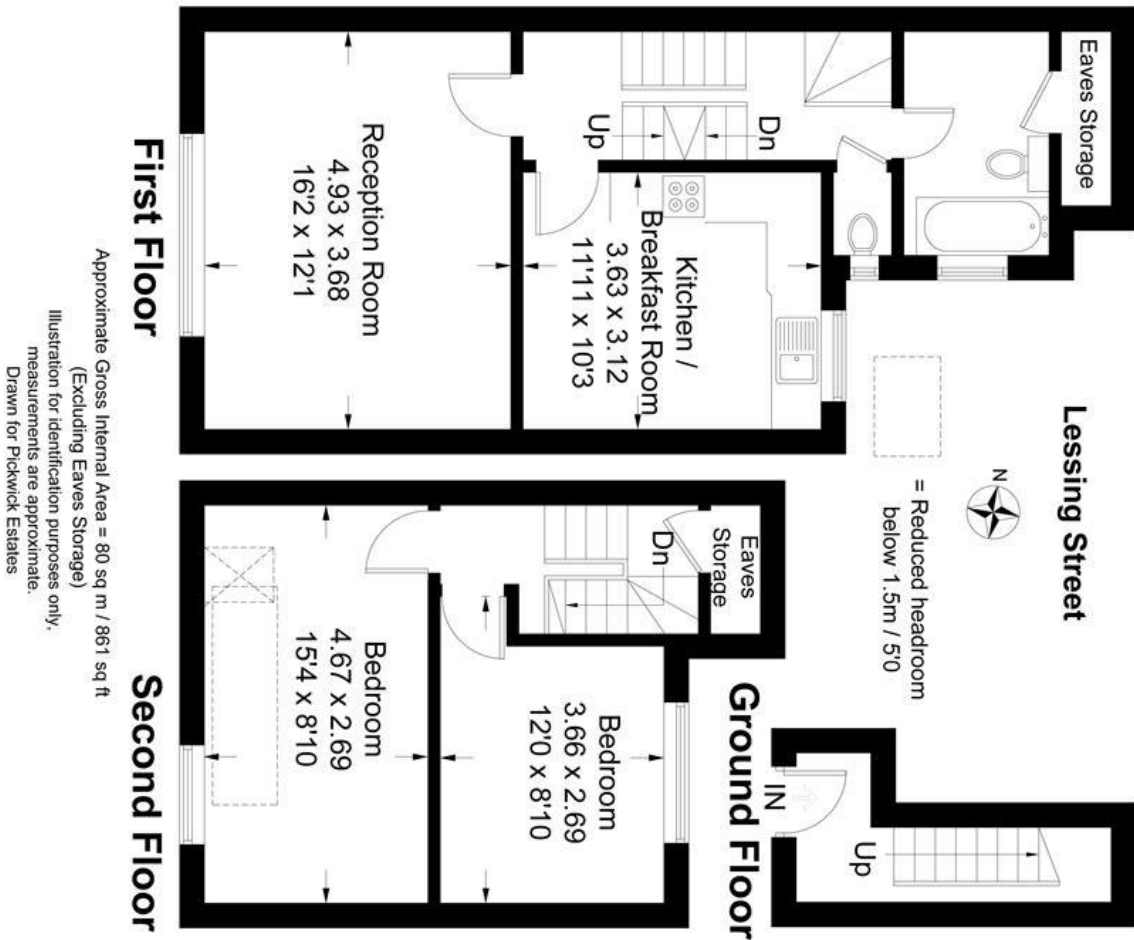 Lessing Street
N
= Reduced headroom
below 1.5m / 5'0
Eaves Storage
Dn
Up
Kitchen /
Breakfast Room
3.63 x 3.12
11'11 x 10'3
Reception Room
4.93 x 3.68
16'2 x 12'1
First Floor
Up
IN
Ground Floor
Eaves
Storage
Dn
Bedroom
3.66 x 2.69
12'0 x 8'10
Bedroom
4.67 x 2.69
15'4 x 8'10
Second Floor
Approximate Gross Internal Area = 80 sq m / 861 sq ft
(Excluding Eaves Storage)
Illustration for identification purposes only,
measurements are approximate.
Drawn for Pickwick Estates